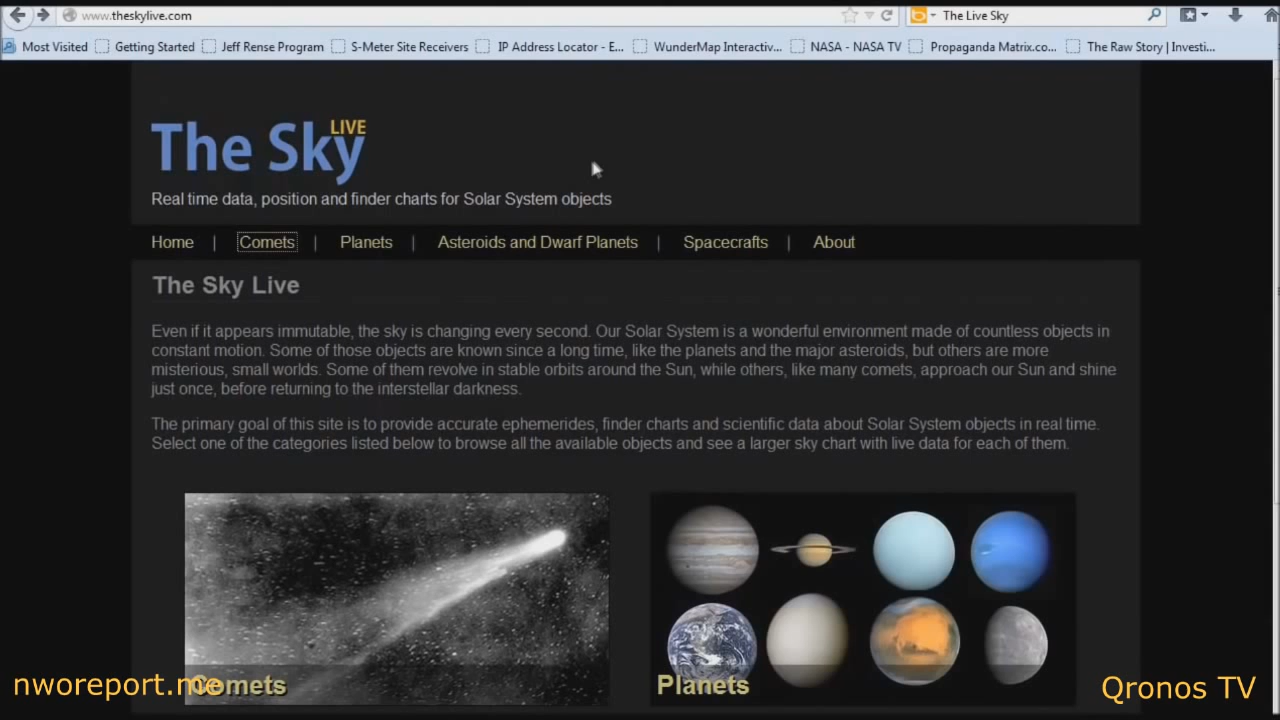 www.theskylive.com
The Live Sky
Most Visited
Getting Started
Jeff Rense Program
S-Meter Site Receivers
IP Address Locator - E...
WunderMap Interactiv...
NASA - NASA TV
Propaganda Matrix.co...
The Raw Story | Investi...
The Sky LIVE
Real time data, position and finder charts for Solar System objects
Home | Comets | Planets | Asteroids and Dwarf Planets | Spacecrafts | About
The Sky Live
Even if it appears immutable, the sky is changing every second. Our Solar System is a wonderful environment made of countless objects in
constant motion. Some of those objects are known since a long time, like the planets and the major asteroids, but others are more
misterious, small worlds. Some of them revolve in stable orbits around the Sun, while others, like many comets, approach our Sun and shine
just once, before returning to the interstellar darkness.
The primary goal of this site is to provide accurate ephemerides, finder charts and scientific data about Solar System objects in real time.
Select one of the categories listed below to browse all the available objects and see a larger sky chart with live data for each of them.
Comets
Planets
nworeport.me
Qronos TV